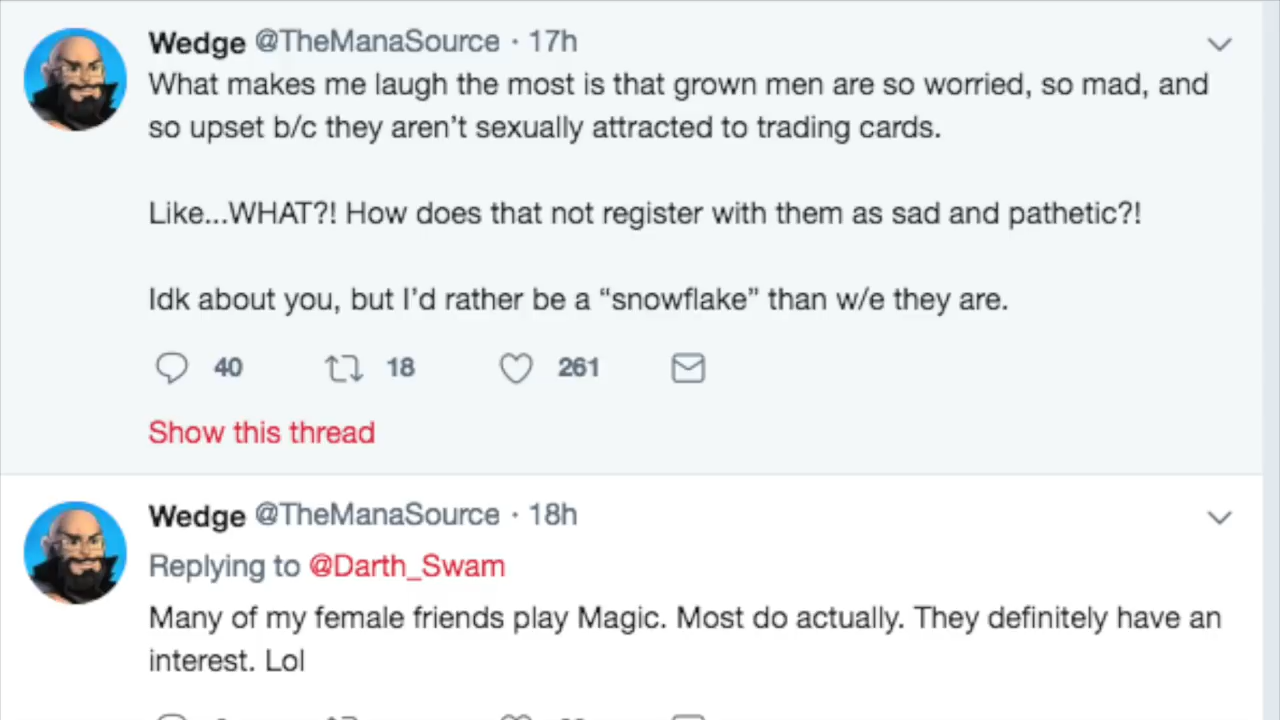 Wedge @TheManaSource · 17h
What makes me laugh the most is that grown men are so worried, so mad, and
so upset b/c they aren't sexually attracted to trading cards.
Like...WHAT?! How does that not register with them as sad and pathetic?!
Idk about you, but I'd rather be a “snowflake” than w/e they are.
40 18 261
Show this thread
Wedge @TheManaSource · 18h
Replying to @Darth_Swam
Many of my female friends play Magic. Most do actually. They definitely have an
interest. Lol